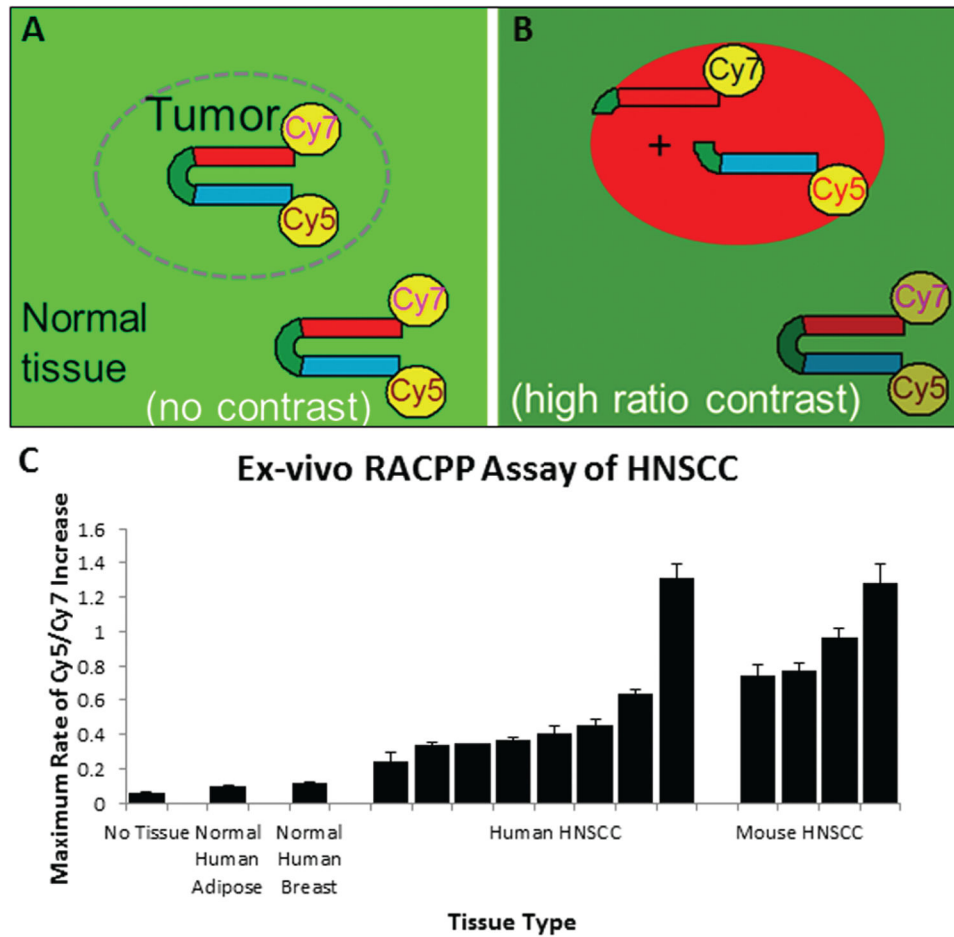 A
Tumor
Cy7
Cy5
Normal
tissue
Cy7
Cy5
(no contrast)
B
Cy7
+
Cy5
Cy7
Cy5
(high ratio contrast)
C
Ex-vivo RACPP Assay of HNSCC
Maximum Rate of Cy5/Cy7 Increase
1.6
1.4
1.2
1
0.8
0.6
0.4
0.2
0
No Tissue
Normal
Human
Adipose
Normal
Human
Breast
Human HNSCC
Mouse HNSCC
Tissue Type